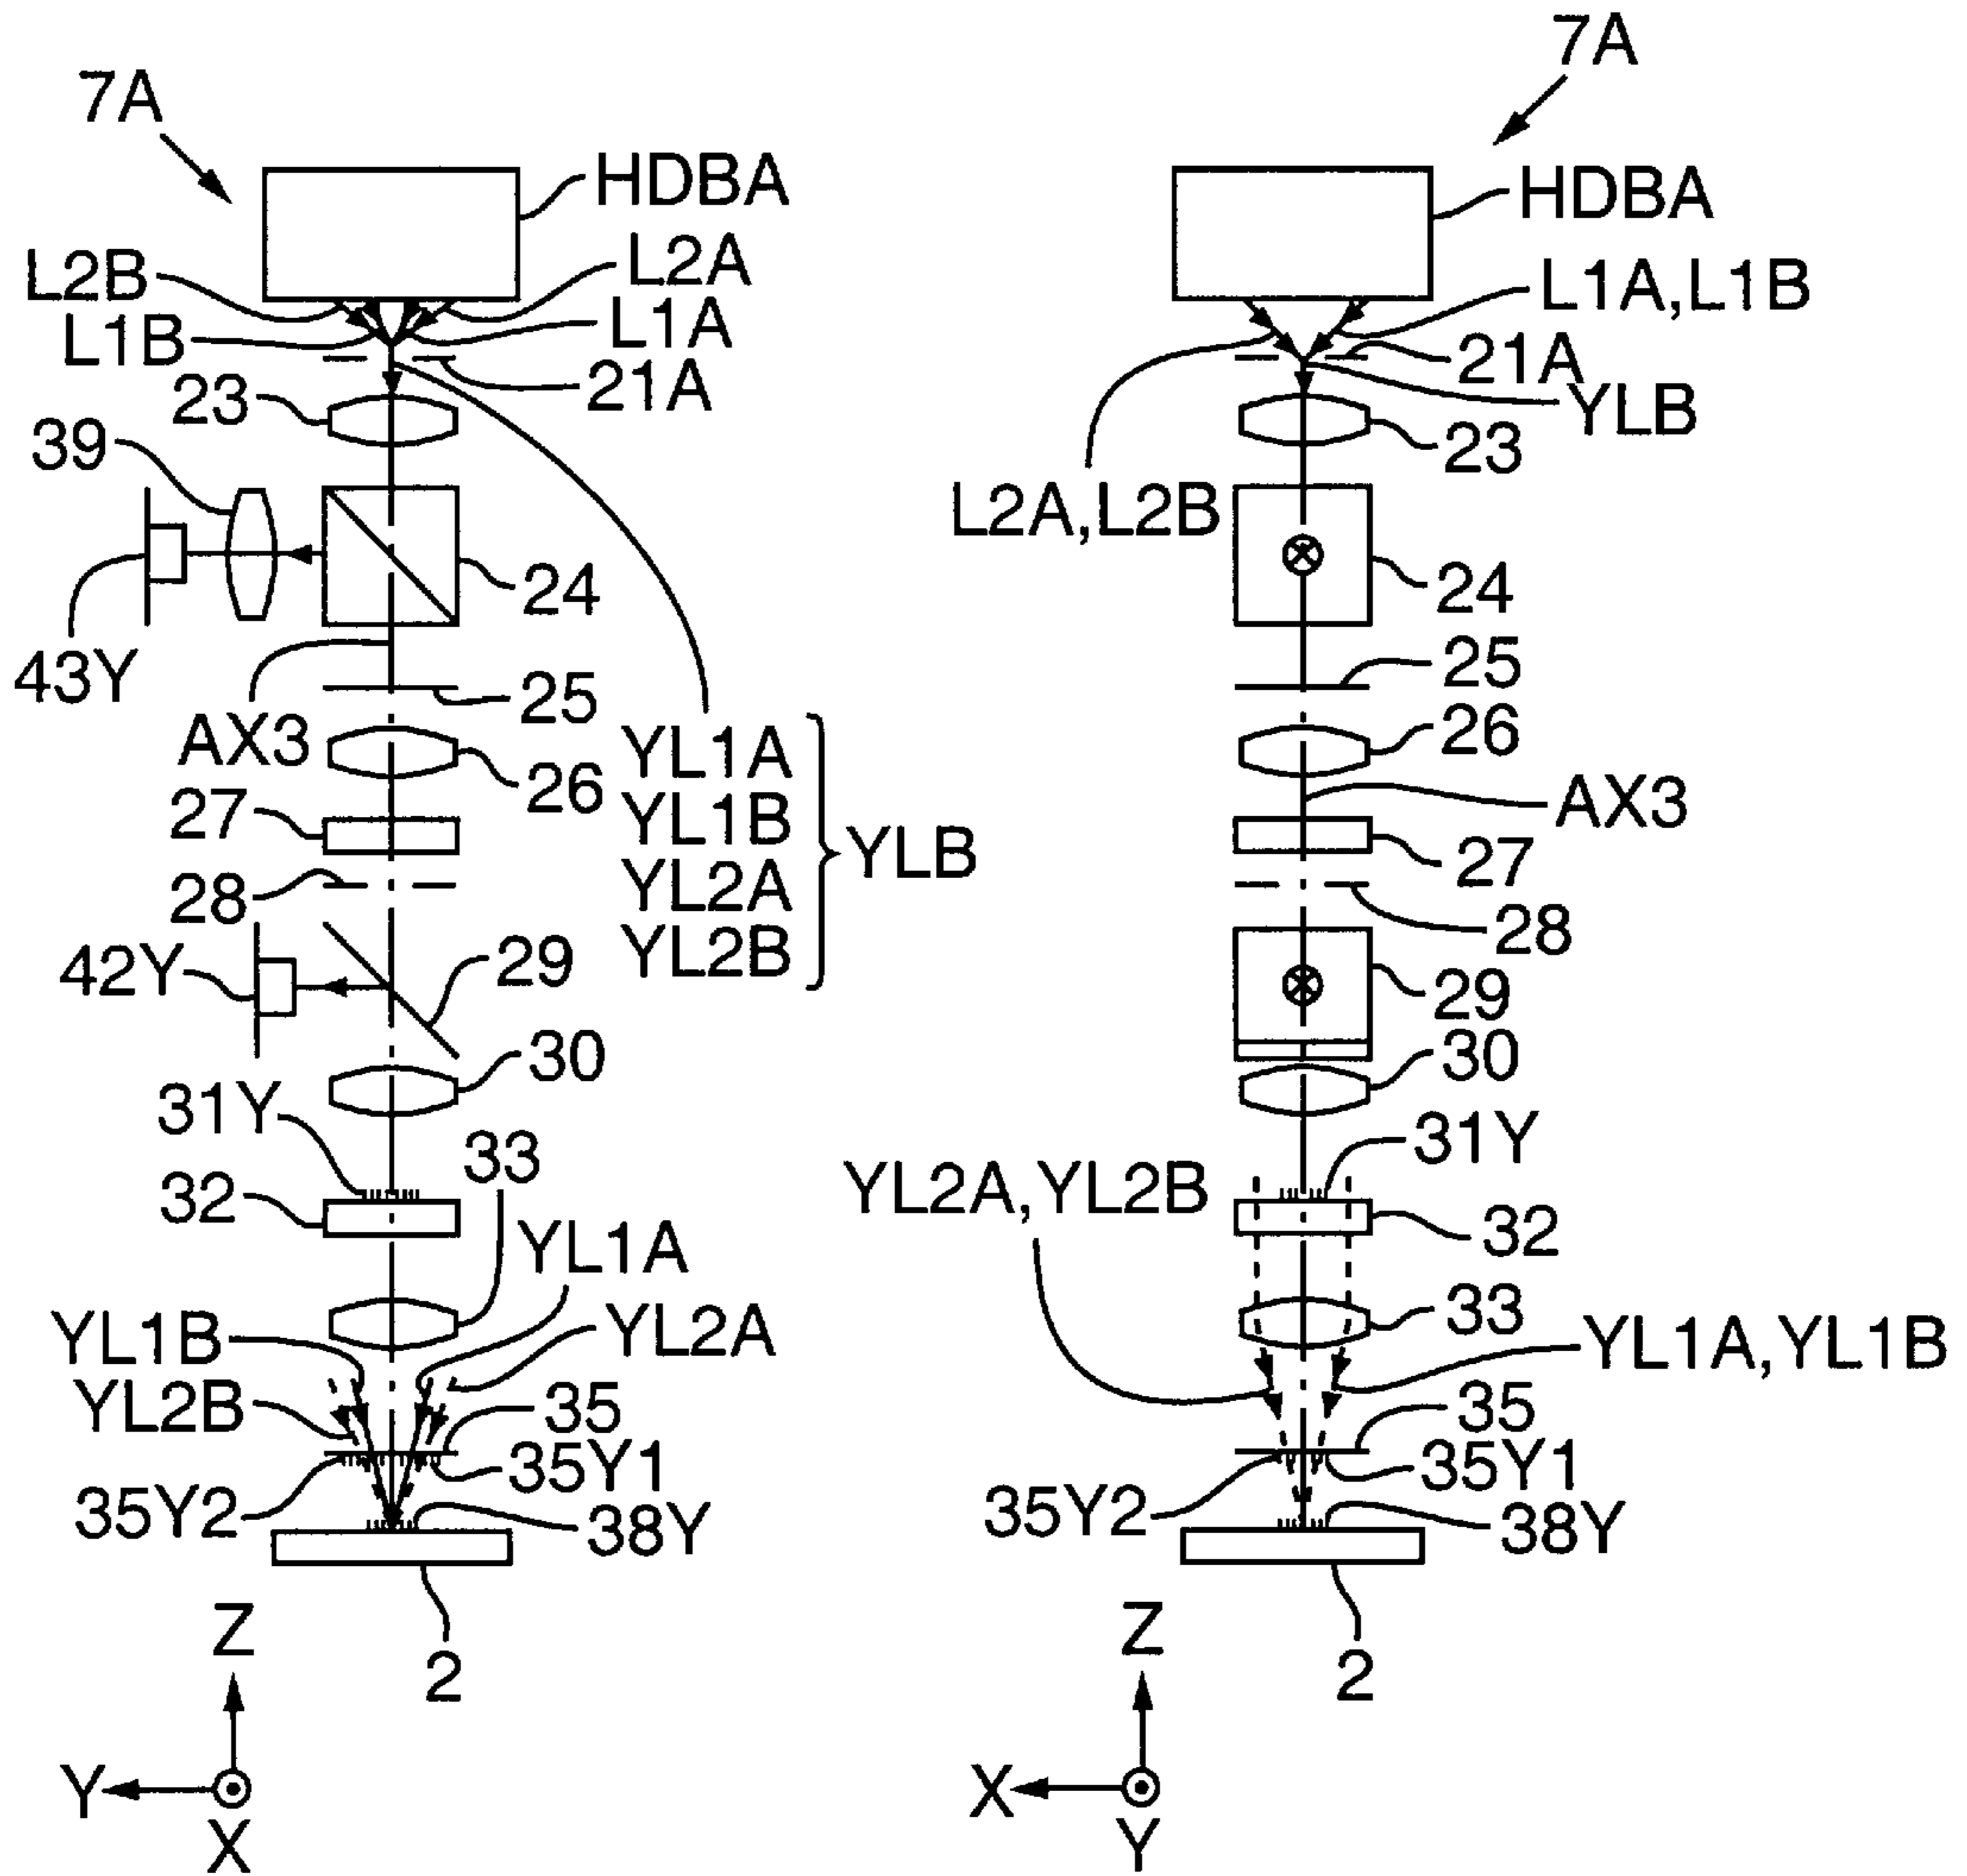 7A
HDBA
L2B
L2A
L1B
L1A
21A
23
39
24
43Y
25
AX3
26
YL1A
YL1B
YL2A
YL2B
YLB
27
28
42Y
29
30
31Y
33
32
YL1A
YL1B
YL2A
YL2B
35
35Y1
35Y2
38Y
2
Z
Y
X
7A
HDBA
L1A,L1B
21A
YLB
23
L2A,L2B
24
25
26
AX3
27
28
29
30
31Y
YL2A,YL2B
32
33
YL1A,YL1B
35
35Y1
35Y2
38Y
2
Z
X
Y